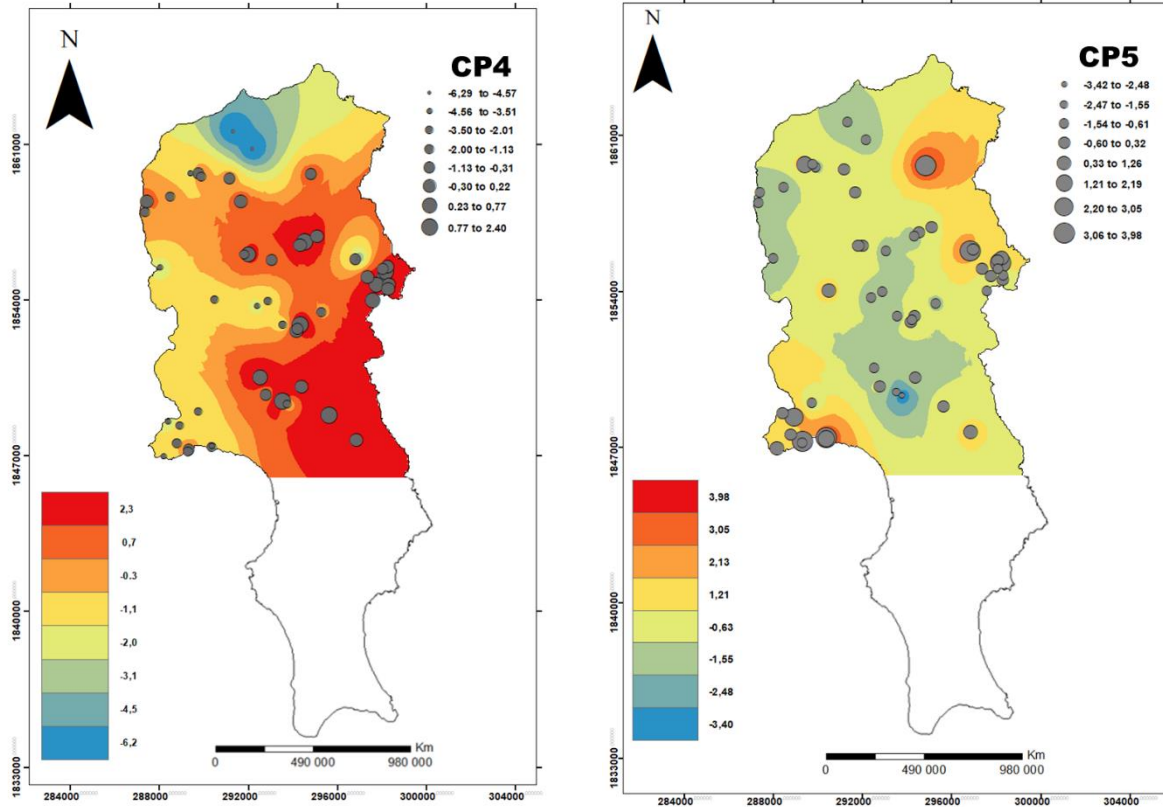 N
CP4
-6,29 to -4.57
-4.56 to -3.51
-3.50 to -2.01
-2.00 to -1.13
-1.13 to -0.31
-0,30 to 0,22
0.23 to 0,77
0.77 to 2.40
1861000
1854000
1847000
1840000
1833000
2,3
0,7
-0.3
-1,1
-2,0
3,1
-4,5
-6,2
Km
0 490 000 980 000
284000 288000 292000 296000 300000 304000
N
CP5
-3,42 to -2,48
-2,47 to -1,55
-1,54 to -0,61
-0,60 to 0,32
0,33 to 1,26
1,21 to 2,19
2,20 to 3,05
3,06 to 3,98
1861000
1854000
1847000
1840000
1833000
3,98
3,05
2,13
1,21
-0,63
-1,55
-2,48
-3,40
Km
0 490 000 980 000
284000 288000 292000 296000 300000 304000